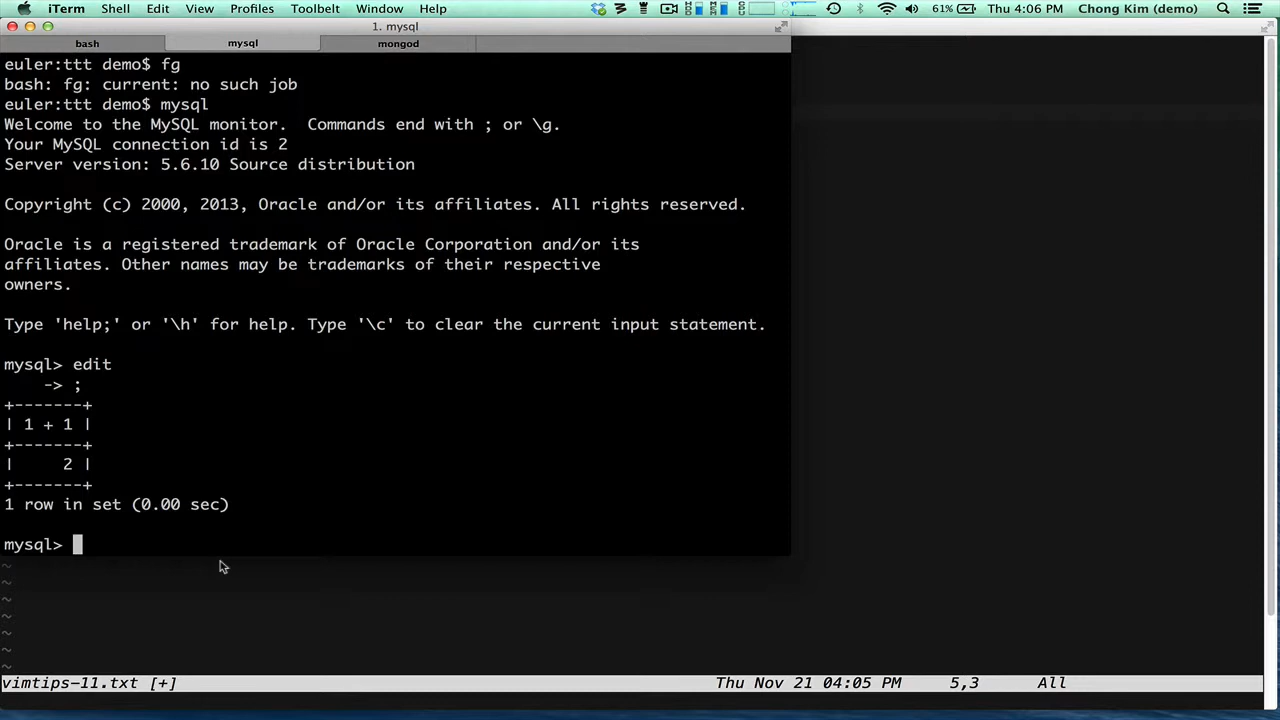 iTerm Shell Edit View Profiles Toolbelt Window Help 61% Thu 4:06 PM Chong Kim (demo)
1. mysql
bash mysql mongod
euler:ttt demo$ fg
bash: fg: current: no such job
euler:ttt demo$ mysql
Welcome to the MySQL monitor.  Commands end with ; or \g.
Your MySQL connection id is 2
Server version: 5.6.10 Source distribution
Copyright (c) 2000, 2013, Oracle and/or its affiliates. All rights reserved.
Oracle is a registered trademark of Oracle Corporation and/or its
affiliates. Other names may be trademarks of their respective
owners.
Type 'help;' or '\h' for help. Type '\c' to clear the current input statement.
mysql> edit
    -> ;
+-------+
| 1 + 1 |
+-------+
|     2 |
+-------+
1 row in set (0.00 sec)
mysql>
~
~
~
~
~
~
~
vimtips-11.txt [+] Thu Nov 21 04:05 PM 5,3 All